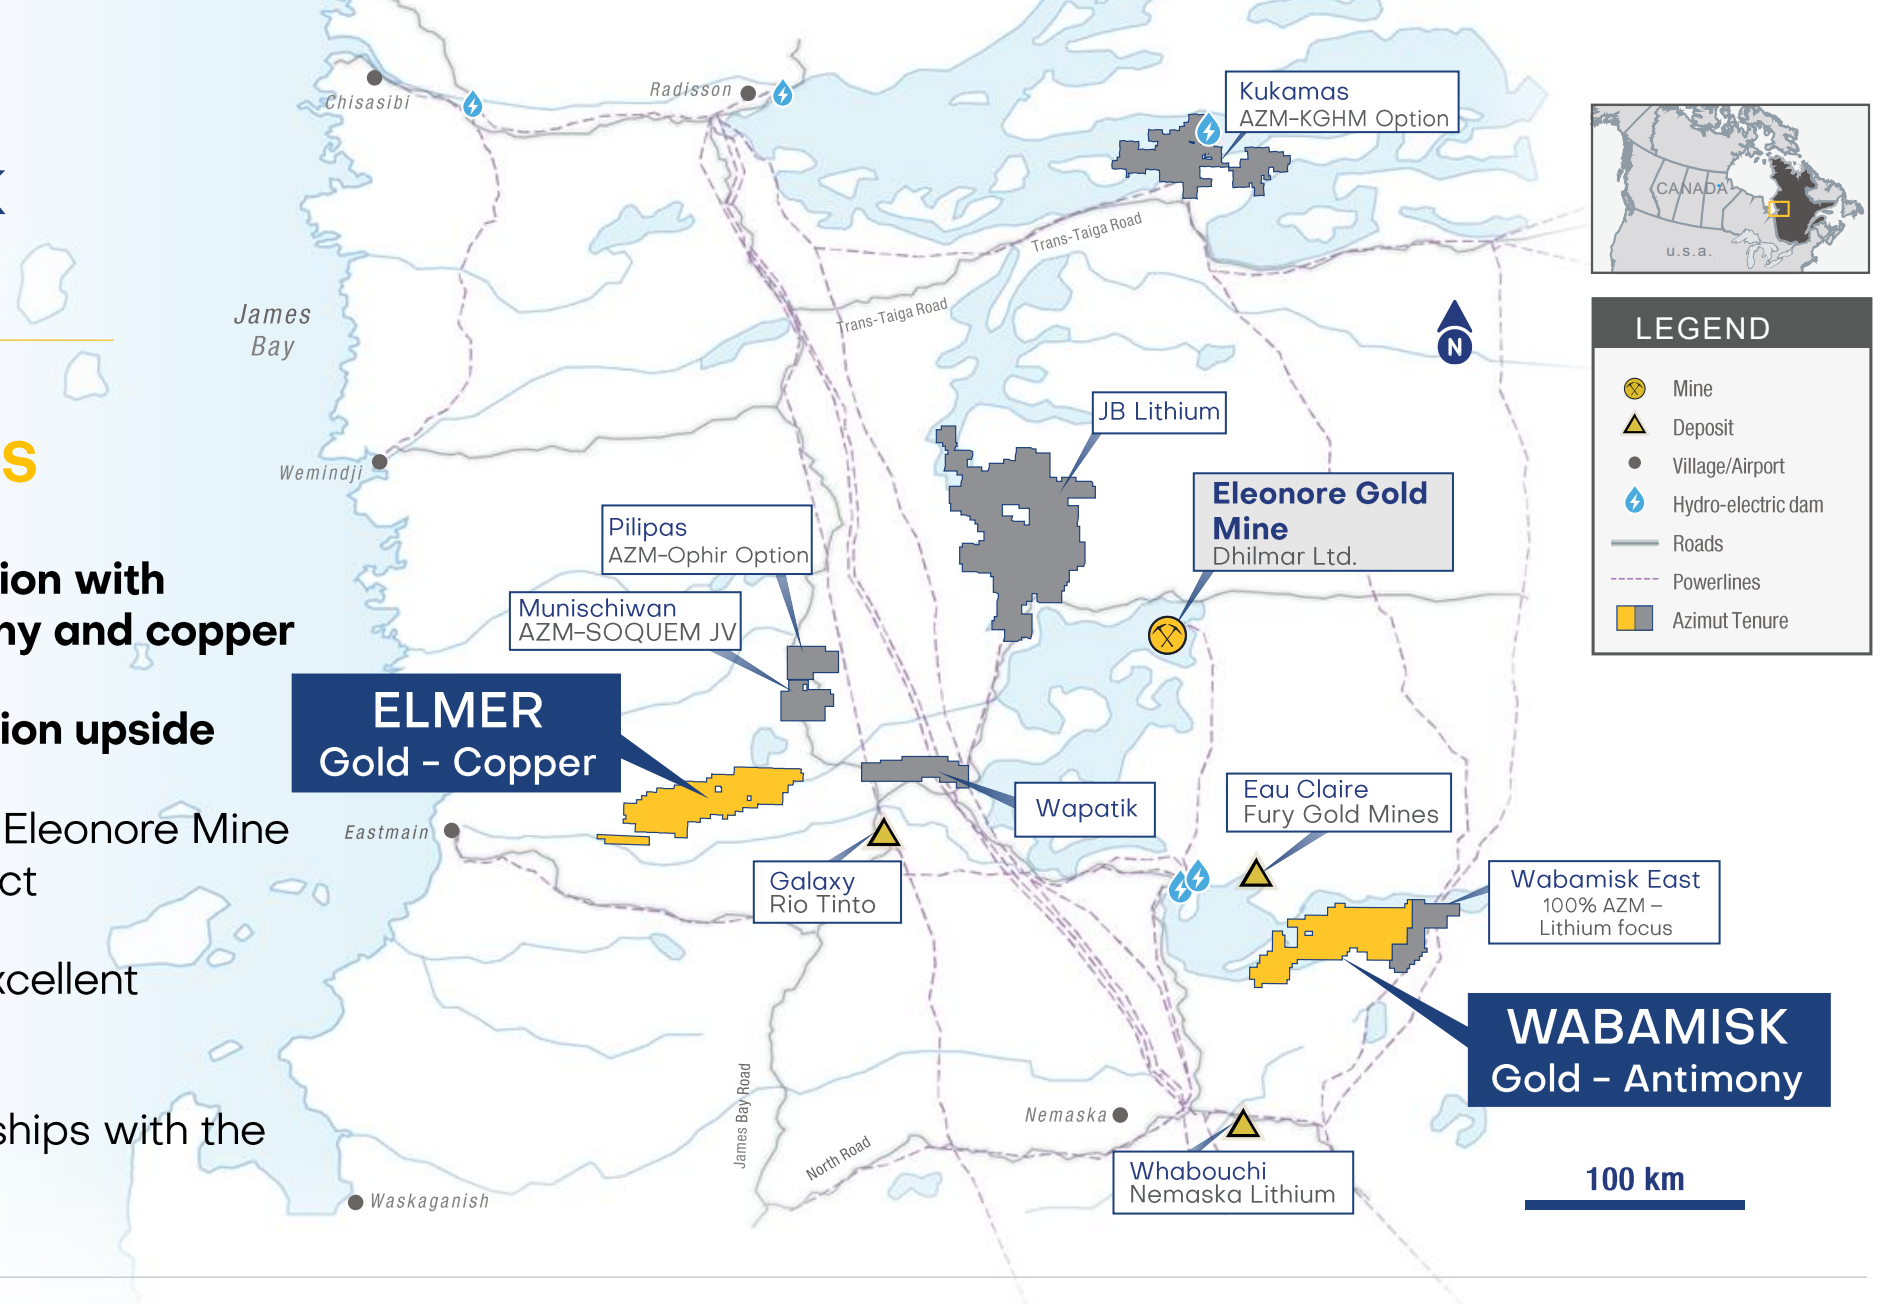 S
ion with
ny and copper
ion upside
Eleonore Mine
ct
xcellent
ships with the
Chisasibi
Radisson
Kukamas
AZM-KGHM Option
CANADA
u.s.a.
Trans-Taiga Road
Trans-Taiga Road
James
Bay
N
LEGEND
Mine
Deposit
Village/Airport
Hydro-electric dam
Roads
Powerlines
Azimut Tenure
JB Lithium
Wemindji
Eleonore Gold
Mine
Dhilmar Ltd.
Pilipas
AZM-Ophir Option
Munischiwan
AZM-SOQUEM JV
ELMER
Gold - Copper
Wapatik
Eau Claire
Fury Gold Mines
Eastmain
Galaxy
Rio Tinto
Wabamisk East
100% AZM –
Lithium focus
WABAMISK
Gold - Antimony
James Bay Road
North Road
Nemaska
Whabouchi
Nemaska Lithium
Waskaganish
100 km